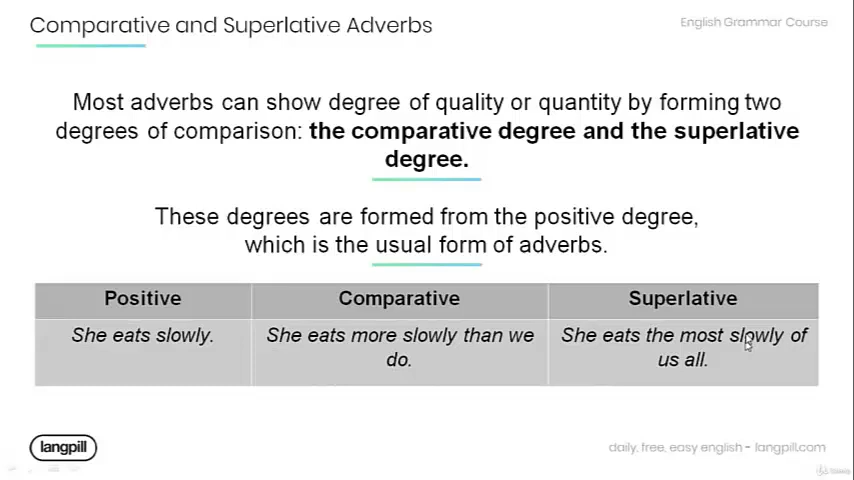 Comparative and Superlative Adverbs
English Grammar Course
Most adverbs can show degree of quality or quantity by forming two
degrees of comparison: the comparative degree and the superlative
degree.
These degrees are formed from the positive degree,
which is the usual form of adverbs.
Positive
Comparative
Superlative
She eats slowly.
She eats more slowly than we
do.
She eats the most slowly of
us all.
langpill
daily, free, easy english - langpill.com